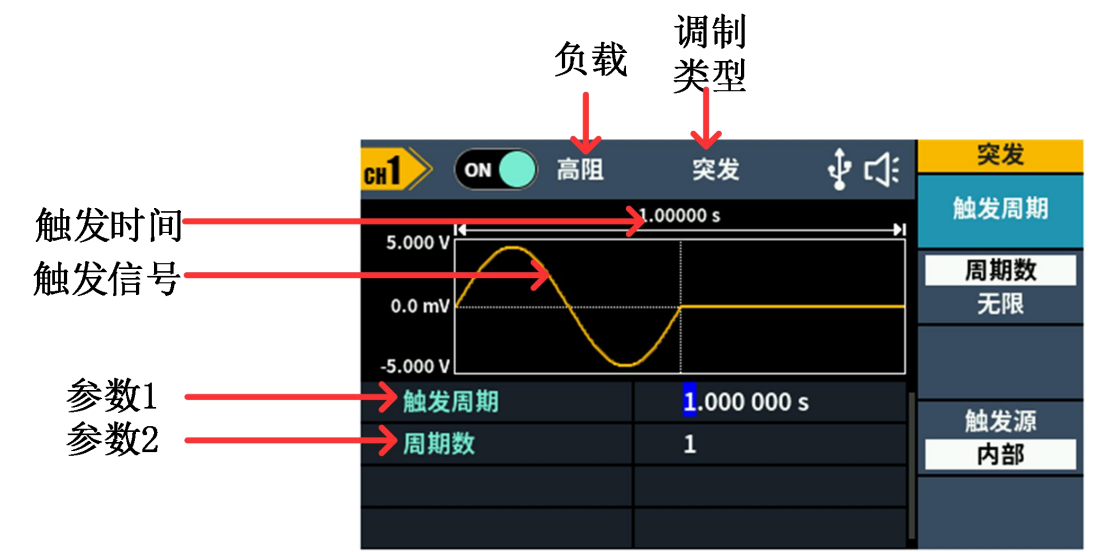 负载
调制
类型
CH1
ON
高阻
突发
突发
触发时间
1.00000 s
触发周期
5.000 V
触发信号
周期数
0.0 mV
无限
-5.000 V
参数1
触发周期
1.000 000 s
触发源
参数2
周期数
1
内部